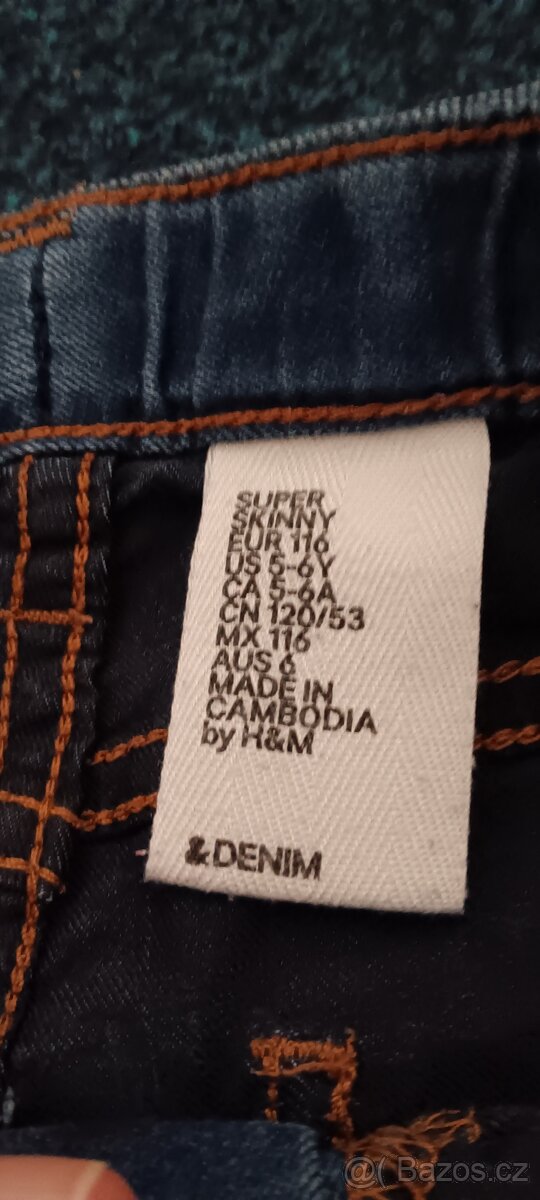 SUPER
SKINNY
EUR 116
US 5-6Y
CA 5-6A
CN 120/53
MX 116
AUS 6
MADE IN
CAMBODIA
by H&M
&DENIM
@( Bazos.cz